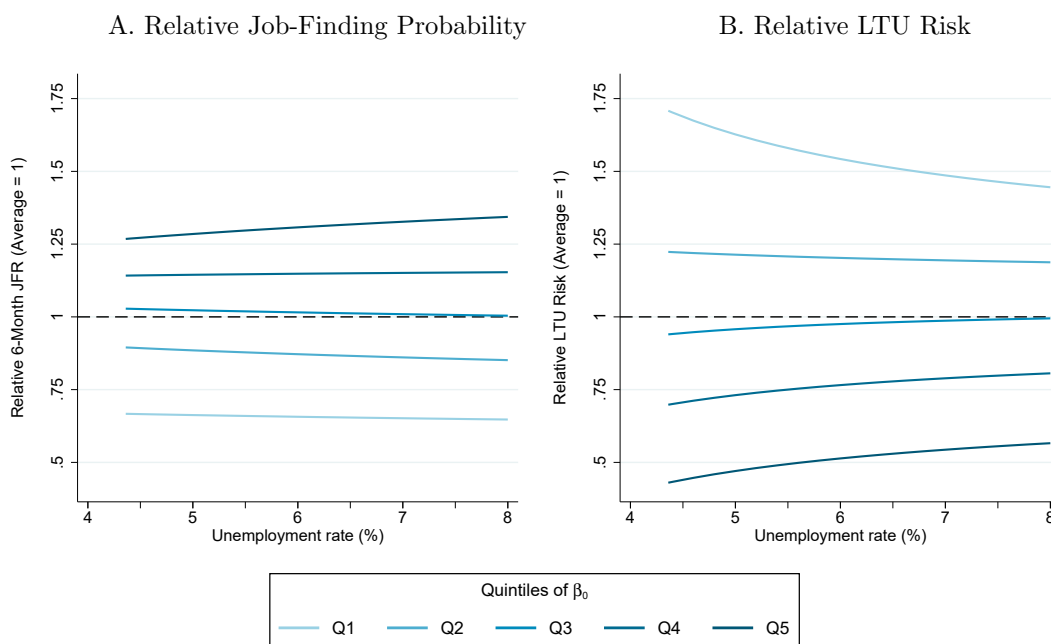 A. Relative Job-Finding Probability
B. Relative LTU Risk
Relative 6-Month JFR (Average = 1)
1.75
1.5
1.25
1
.75
.5
4
5
6
7
8
Unemployment rate (%)
Relative LTU Risk (Average = 1)
1.75
1.5
1.25
1
.75
.5
4
5
6
7
8
Unemployment rate (%)
Quintiles of β₀
Q1 Q2 Q3 Q4 Q5